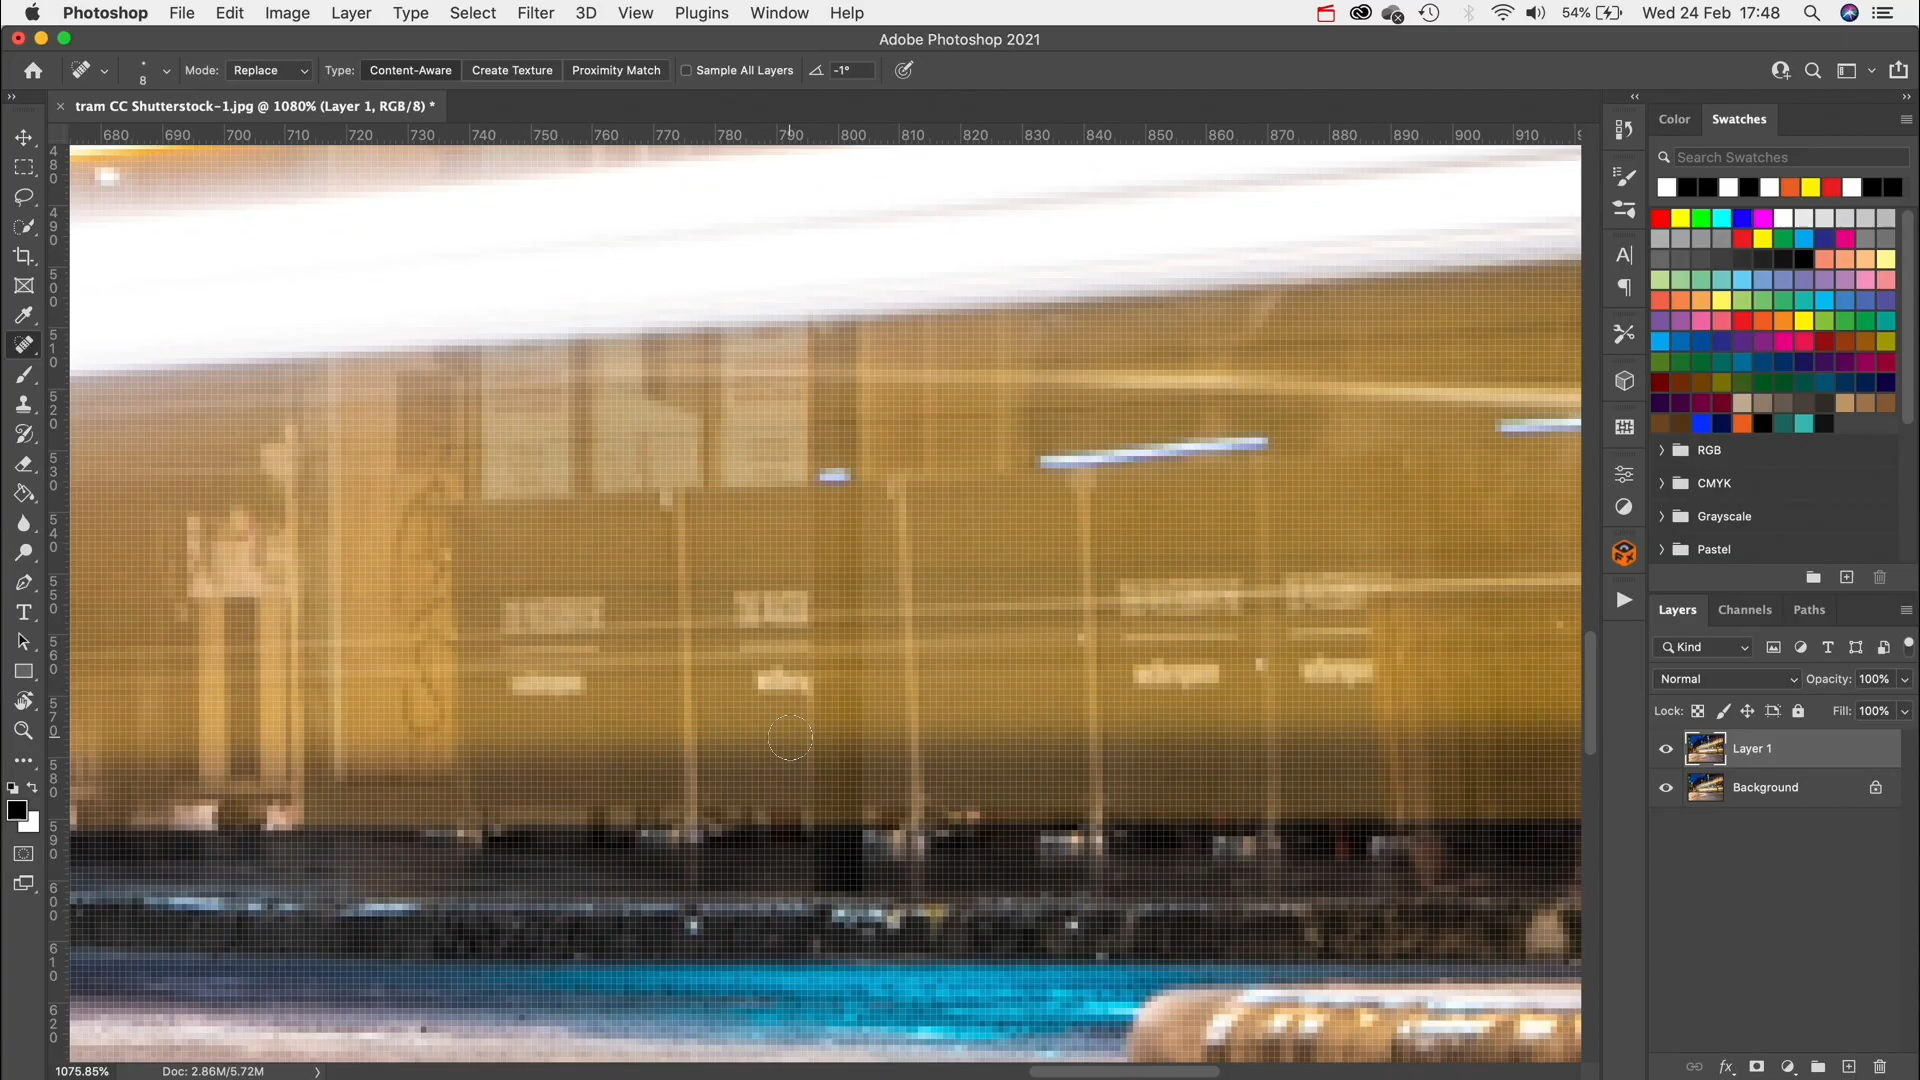 Photoshop File Edit Image Layer Type Select Filter 3D View Plugins Window Help 54% Wed 24 Feb 17:48
Adobe Photoshop 2021
8 Mode: Replace Type: Content-Aware Create Texture Proximity Match Sample All Layers -1°
tram CC Shutterstock-1.jpg @ 1080% (Layer 1, RGB/8) *
680 690 700 710 720 730 740 750 760 770 780 790 800 810 820 830 840 850 860 870 880 890 900 910
480
490
500
510
520
530
540
550
560
570
580
590
600
610
620
Color Swatches
Search Swatches
RGB
CMYK
Grayscale
Pastel
Layers Channels Paths
Kind
Normal Opacity: 100%
Lock: Fill: 100%
Layer 1
Background
fx
1075.85% Doc: 2.86M/5.72M